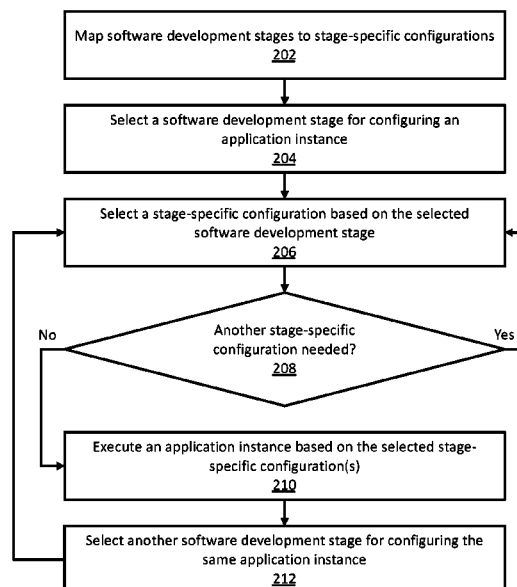 Map software development stages to stage-specific configurations
202
Select a software development stage for configuring an
application instance
204
Select a stage-specific configuration based on the selected
software development stage
206
No
Another stage-specific
configuration needed?
208
Yes
Execute an application instance based on the selected stage-
specific configuration(s)
210
Select another software development stage for configuring the
same application instance
212